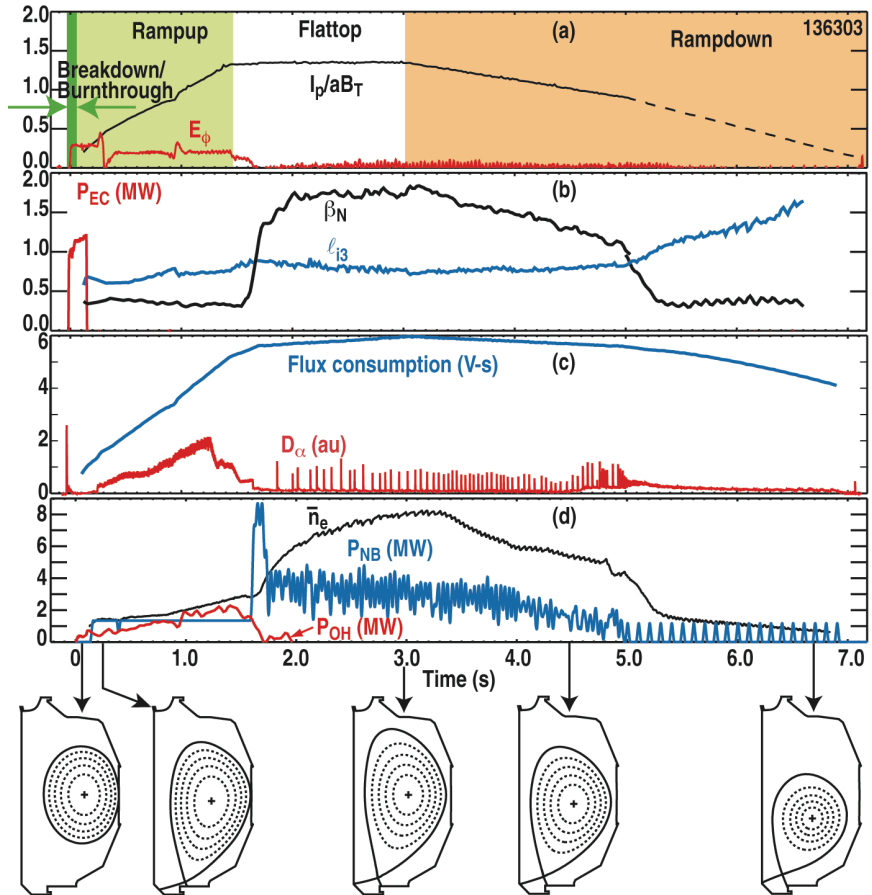 2.0
Rampup
Flattop
(a)
136303
Rampdown
1.5
Breakdown/
Burnthrough
Ip/aBT
1.0
Eϕ
0.5
0.0
2.0
PEC (MW)
βN
(b)
1.5
ℓi3
1.0
0.5
0.0
6
Flux consumption (V-s)
(c)
4
2
Dα (au)
0
8
n̄e
(d)
6
PNB (MW)
4
2
POH (MW)
0
0 1.0 2.0 3.0 4.0 5.0 6.0 7.0
Time (s)